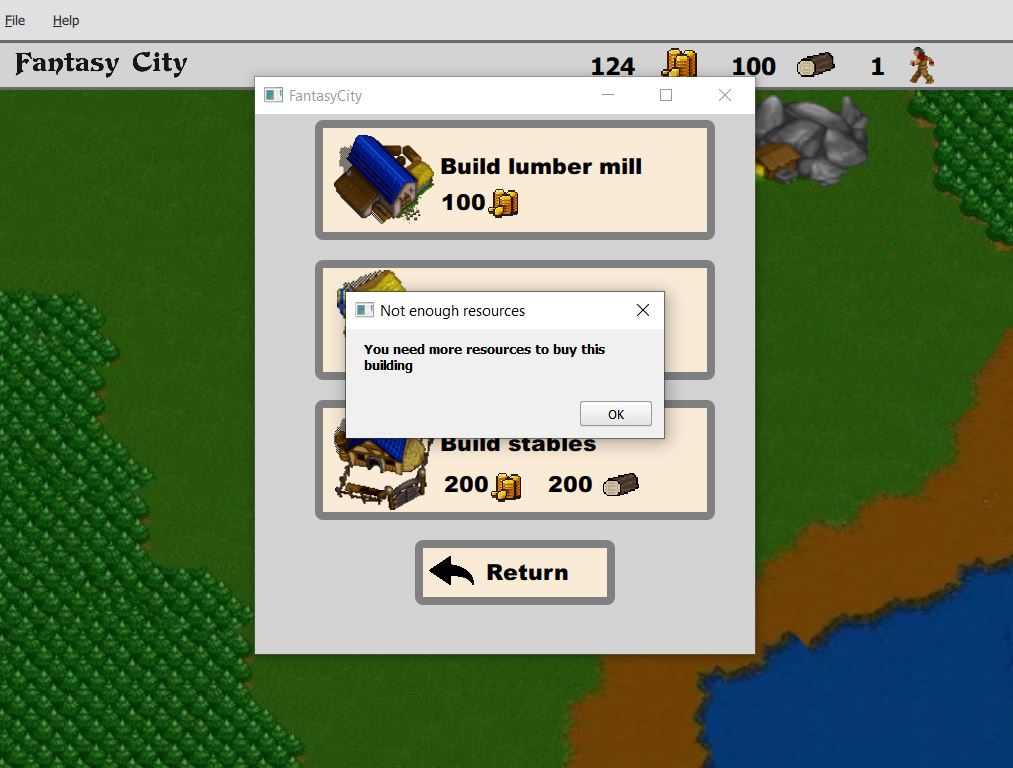 File Help
Fantasy City 124 100 1
FantasyCity
Build lumber mill
100
Not enough resources
You need more resources to buy this
building
OK
Build stables
200 200
Return